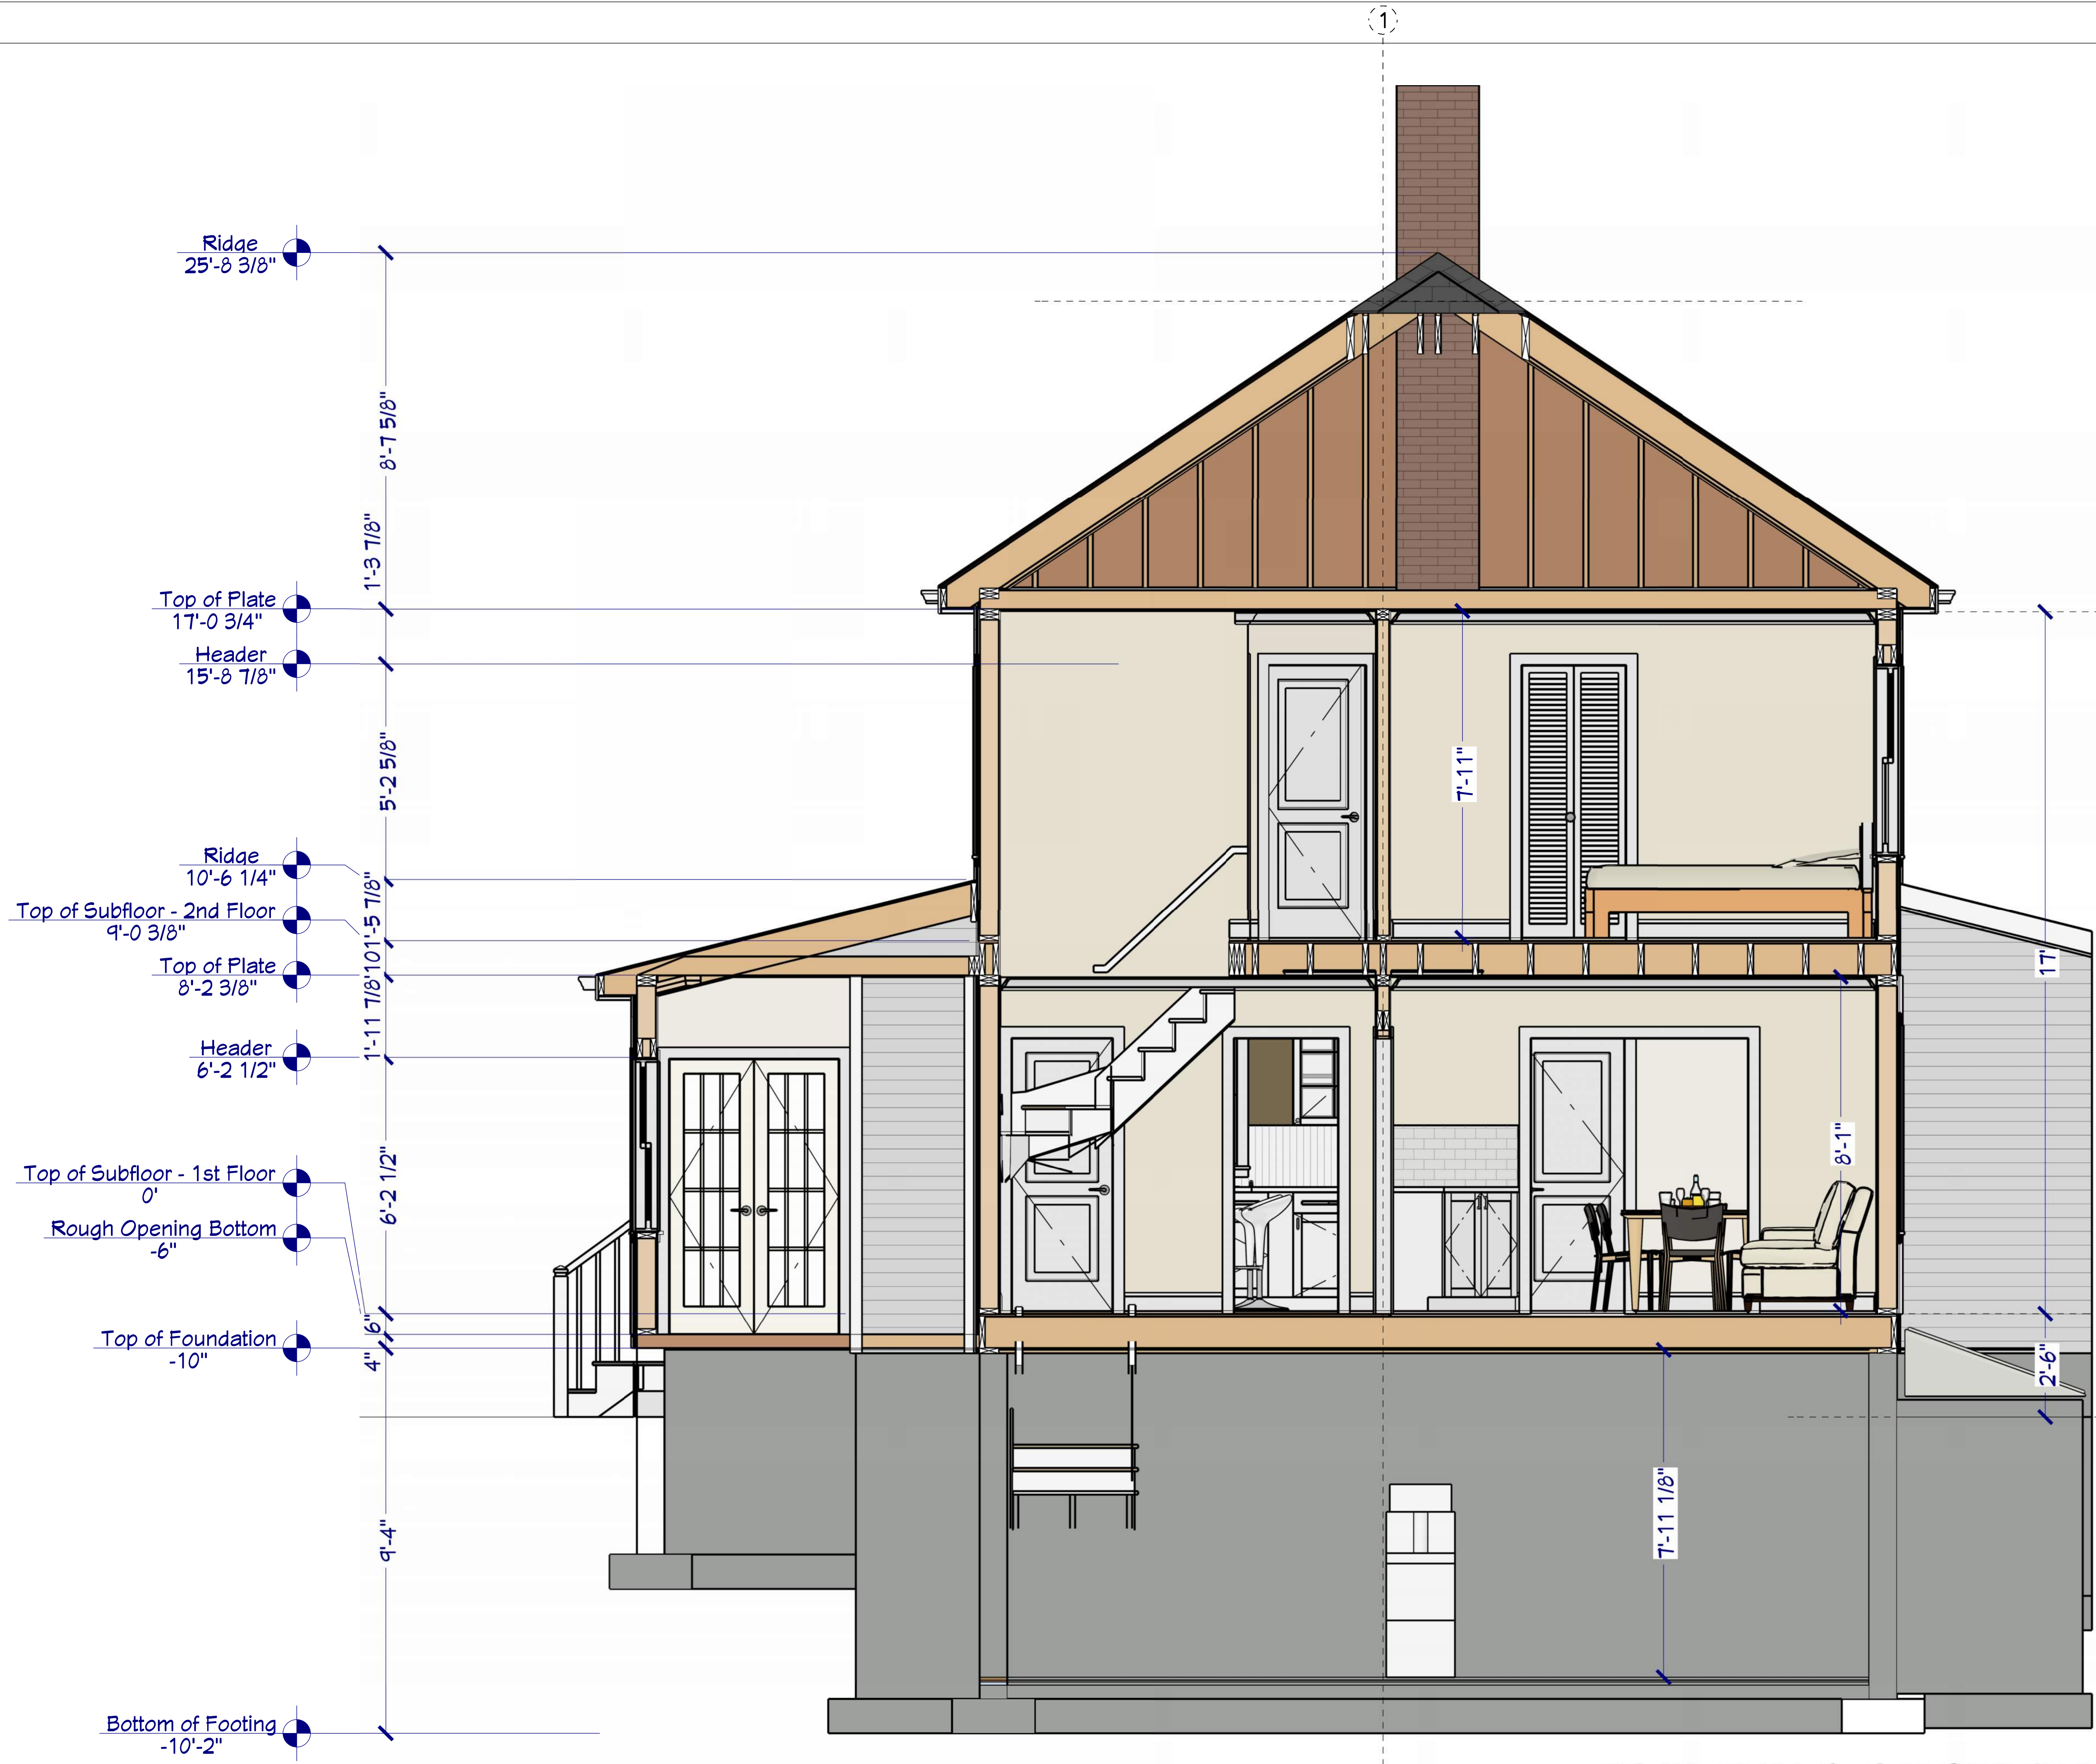 1
Ridge
25'-8 3/8"
8'-7 5/8"
1'-3 7/8"
Top of Plate
17'-0 3/4"
Header
15'-8 7/8"
7'-11"
5'-2 5/8"
Ridge
10'-6 1/4"
1'-5 7/8"
Top of Subfloor - 2nd Floor
9'-0 3/8"
17'
Top of Plate
8'-2 3/8"
10"
1'-11 7/8"
Header
6'-2 1/2"
8'-1"
Top of Subfloor - 1st Floor
0'
6'-2 1/2"
Rough Opening Bottom
-6"
6"
Top of Foundation
-10"
4"
2'-6"
9'-4"
7'-11 1/8"
Bottom of Footing
-10'-2"